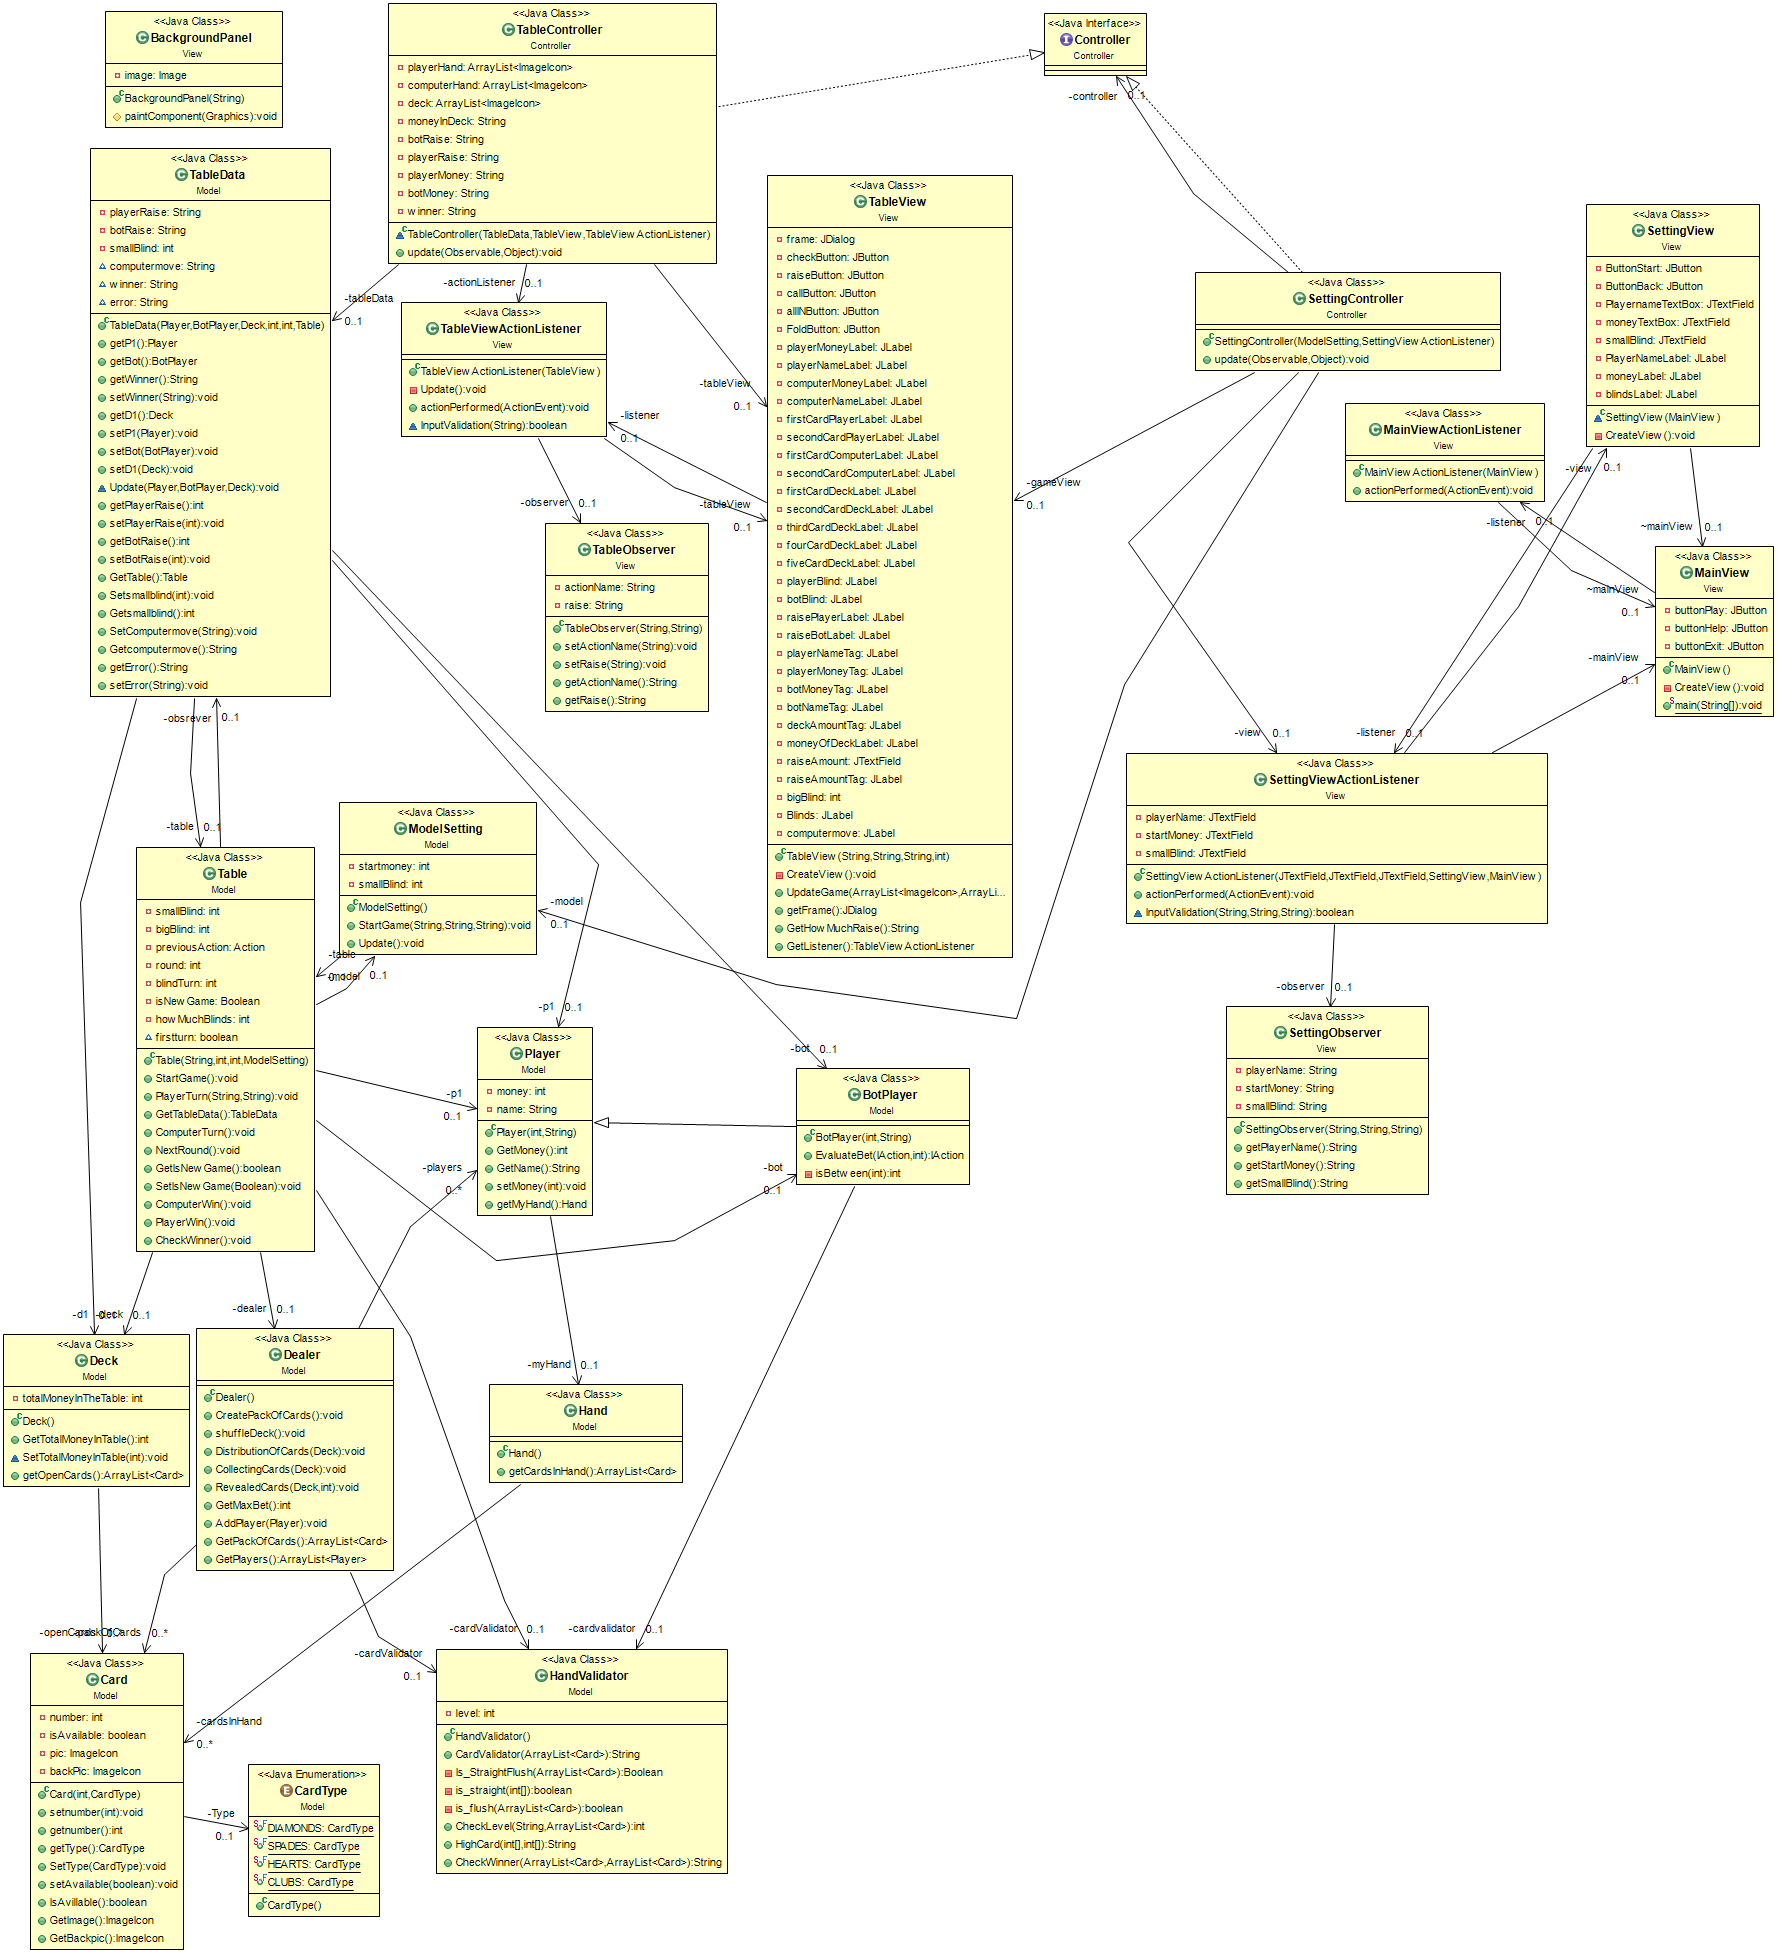 <<Java Class>>
BackgroundPanel
View
image: Image
BackgroundPanel(String)
paintComponent(Graphics):void
<<Java Class>>
TableController
Controller
playerHand: ArrayList<ImageIcon>
computerHand: ArrayList<ImageIcon>
deck: ArrayList<ImageIcon>
moneyInDeck: String
botRaise: String
playerRaise: String
playerMoney: String
botMoney: String
winner: String
TableController(TableData,TableView,TableViewActionListener)
update(Observable,Object):void
<<Java Interface>>
Controller
Controller
-controller 0..1
<<Java Class>>
TableData
Model
playerRaise: String
botRaise: String
smallBlind: int
computermove: String
winner: String
error: String
TableData(Player,BotPlayer,Deck,int,int,Table)
getP1():Player
getBot():BotPlayer
getWinner():String
setWinner(String):void
getD1():Deck
setP1(Player):void
setBot(BotPlayer):void
setD1(Deck):void
Update(Player,BotPlayer,Deck):void
getPlayerRaise():int
setPlayerRaise(int):void
getBotRaise():int
setBotRaise(int):void
GetTable():Table
Setsmallblind(int):void
Getsmallblind():int
SetComputermove(String):void
Getcomputermove():String
getError():String
setError(String):void
-tableData
0..1
-actionListener 0..1
<<Java Class>>
TableViewActionListener
View
TableViewActionListener(TableView)
Update():void
actionPerformed(ActionEvent):void
InputValidation(String):boolean
-tableView
0..1
-listener
0..1
-observer 0..1
-tableView
0..1
<<Java Class>>
TableObserver
View
actionName: String
raise: String
TableObserver(String,String)
setActionName(String):void
setRaise(String):void
getActionName():String
getRaise():String
<<Java Class>>
TableView
View
frame: JDialog
checkButton: JButton
raiseButton: JButton
callButton: JButton
allINButton: JButton
FoldButton: JButton
playerMoneyLabel: JLabel
playerNameLabel: JLabel
computerMoneyLabel: JLabel
computerNameLabel: JLabel
firstCardPlayerLabel: JLabel
secondCardPlayerLabel: JLabel
firstCardComputerLabel: JLabel
secondCardComputerLabel: JLabel
firstCardDeckLabel: JLabel
secondCardDeckLabel: JLabel
thirdCardDeckLabel: JLabel
fourCardDeckLabel: JLabel
fiveCardDeckLabel: JLabel
playerBlind: JLabel
botBlind: JLabel
raisePlayerLabel: JLabel
raiseBotLabel: JLabel
playerNameTag: JLabel
playerMoneyTag: JLabel
botMoneyTag: JLabel
botNameTag: JLabel
deckAmountTag: JLabel
moneyOfDeckLabel: JLabel
raiseAmount: JTextField
raiseAmountTag: JLabel
bigBlind: int
Blinds: JLabel
computermove: JLabel
TableView(String,String,String,int)
CreateView():void
UpdateGame(ArrayList<ImageIcon>,ArrayLi...
getFrame():JDialog
GetHowMuchRaise():String
GetListener():TableViewActionListener
<<Java Class>>
SettingController
Controller
SettingController(ModelSetting,SettingViewActionListener)
update(Observable,Object):void
-gameView
0..1
<<Java Class>>
SettingView
View
ButtonStart: JButton
ButtonBack: JButton
PlayernameTextBox: JTextField
moneyTextBox: JTextField
smallBlind: JTextField
PlayerNameLabel: JLabel
moneyLabel: JLabel
blindsLabel: JLabel
SettingView(MainView)
CreateView():void
<<Java Class>>
MainViewActionListener
View
MainViewActionListener(MainView)
actionPerformed(ActionEvent):void
-view 0..1
-listener 0..1
~mainView 0..1
~mainView
0..1
<<Java Class>>
MainView
View
buttonPlay: JButton
buttonHelp: JButton
buttonExit: JButton
MainView()
CreateView():void
main(String[]):void
-mainView
0..1
-view 0..1
-listener 0..1
<<Java Class>>
SettingViewActionListener
View
playerName: JTextField
startMoney: JTextField
smallBlind: JTextField
SettingViewActionListener(JTextField,JTextField,JTextField,SettingView,MainView)
actionPerformed(ActionEvent):void
InputValidation(String,String,String):boolean
-observer 0..1
<<Java Class>>
SettingObserver
View
playerName: String
startMoney: String
smallBlind: String
SettingObserver(String,String,String)
getPlayerName():String
getStartMoney():String
getSmallBlind():String
-obsrever 0..1
-table 0..1
<<Java Class>>
ModelSetting
Model
startmoney: int
smallBlind: int
ModelSetting()
StartGame(String,String,String):void
Update():void
-model
0..1
-table
0..1
-model 0..1
<<Java Class>>
Table
Model
smallBlind: int
bigBlind: int
previousAction: Action
round: int
blindTurn: int
isNewGame: Boolean
howMuchBlinds: int
firstturn: boolean
Table(String,int,int,ModelSetting)
StartGame():void
PlayerTurn(String,String):void
GetTableData():TableData
ComputerTurn():void
NextRound():void
GetIsNewGame():boolean
SetIsNewGame(Boolean):void
ComputerWin():void
PlayerWin():void
CheckWinner():void
-p1 0..1
-p1
0..1
<<Java Class>>
Player
Model
money: int
name: String
Player(int,String)
GetMoney():int
GetName():String
setMoney(int):void
getMyHand():Hand
-players
0..*
-bot 0..1
<<Java Class>>
BotPlayer
Model
BotPlayer(int,String)
EvaluateBet(IAction,int):IAction
isBetween(int):int
-bot
0..1
-d1 0..1
-deck 0..1
-dealer 0..1
<<Java Class>>
Deck
Model
totalMoneyInTheTable: int
Deck()
GetTotalMoneyInTable():int
SetTotalMoneyInTable(int):void
getOpenCards():ArrayList<Card>
<<Java Class>>
Dealer
Model
Dealer()
CreatePackOfCards():void
shuffleDeck():void
DistributionOfCards(Deck):void
CollectingCards(Deck):void
RevealedCards(Deck,int):void
GetMaxBet():int
AddPlayer(Player):void
GetPackOfCards():ArrayList<Card>
GetPlayers():ArrayList<Player>
-myHand 0..1
<<Java Class>>
Hand
Model
Hand()
getCardsInHand():ArrayList<Card>
-openCards 0..*
-packOfCards 0..*
-cardValidator 0..1
-cardvalidator 0..1
-cardValidator
0..1
<<Java Class>>
Card
Model
number: int
isAvailable: boolean
pic: ImageIcon
backPic: ImageIcon
Card(int,CardType)
setnumber(int):void
getnumber():int
getType():CardType
SetType(CardType):void
setAvailable(boolean):void
IsAvillable():boolean
GetImage():ImageIcon
GetBackpic():ImageIcon
-cardsInHand
0..*
-Type
0..1
<<Java Enumeration>>
CardType
Model
DIAMONDS: CardType
SPADES: CardType
HEARTS: CardType
CLUBS: CardType
CardType()
<<Java Class>>
HandValidator
Model
level: int
HandValidator()
CardValidator(ArrayList<Card>):String
Is_StraightFlush(ArrayList<Card>):Boolean
is_straight(int[]):boolean
is_flush(ArrayList<Card>):boolean
CheckLevel(String,ArrayList<Card>):int
HighCard(int[],int[]):String
CheckWinner(ArrayList<Card>,ArrayList<Card>):String